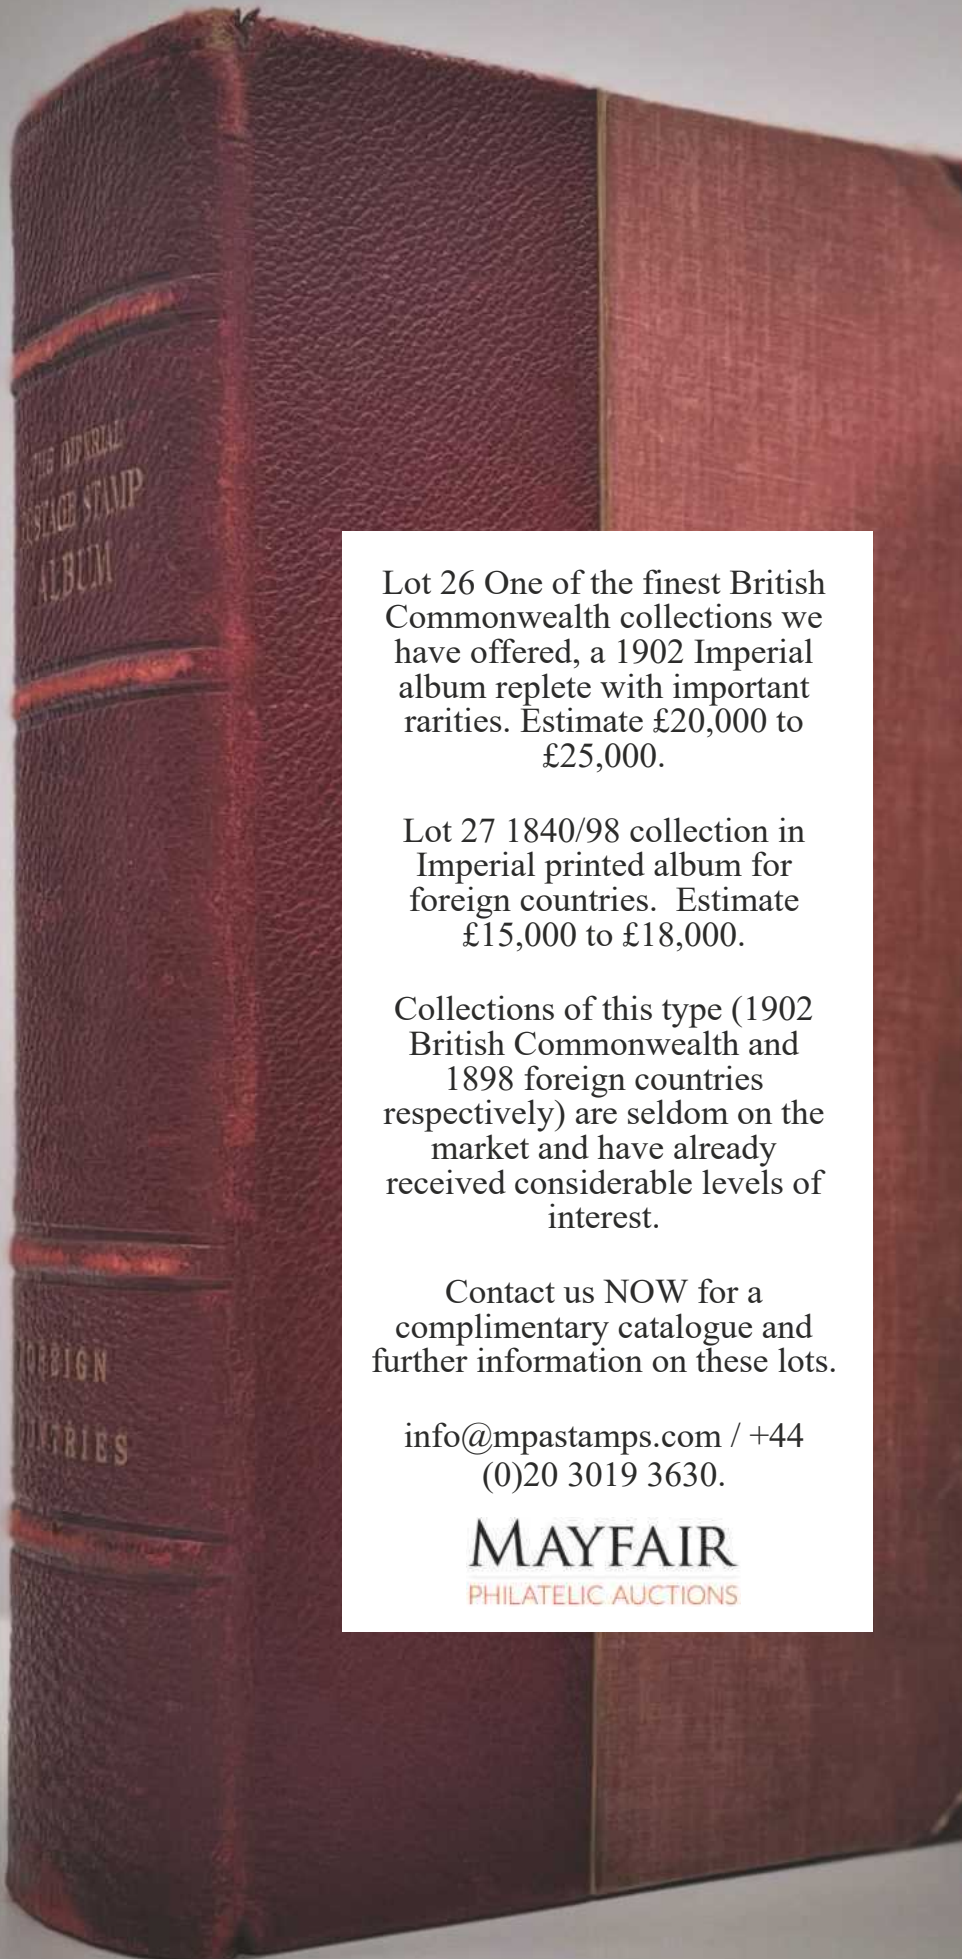 THE IMPERIAL
POSTAGE STAMP
ALBUM
FOREIGN
COUNTRIES
Lot 26 One of the finest British
Commonwealth collections we
have offered, a 1902 Imperial
album replete with important
rarities. Estimate £20,000 to
£25,000.
Lot 27 1840/98 collection in
Imperial printed album for
foreign countries.  Estimate
£15,000 to £18,000.
Collections of this type (1902
British Commonwealth and
1898 foreign countries
respectively) are seldom on the
market and have already
received considerable levels of
interest.
Contact us NOW for a
complimentary catalogue and
further information on these lots.
info@mpastamps.com / +44
(0)20 3019 3630.
MAYFAIR
PHILATELIC AUCTIONS